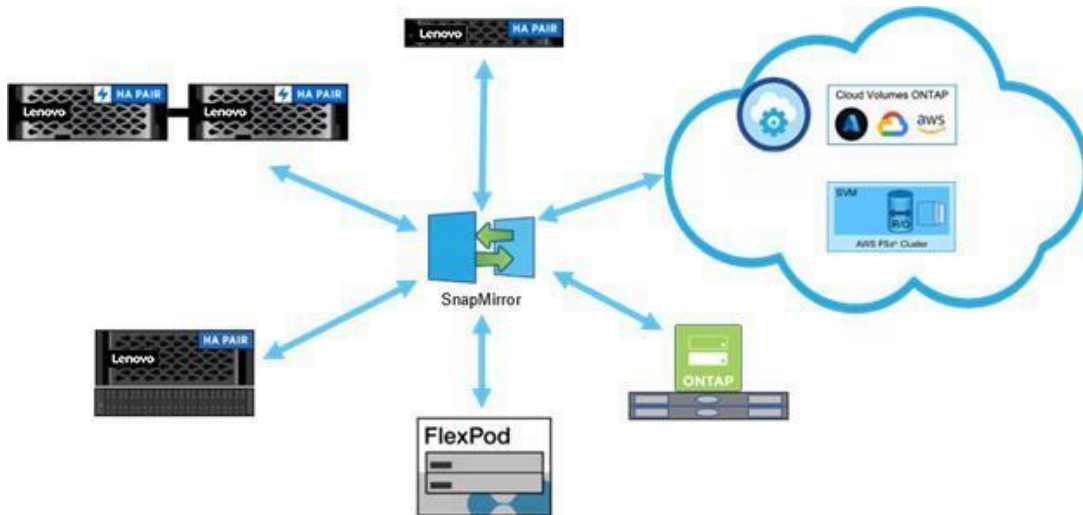 Lenovo
HA PAIR
HA PAIR
HA PAIR
Lenovo
Lenovo
Cloud Volumes ONTAP
aws
SVM
R/O
AWS FSxⁿ Cluster
SnapMirror
HA PAIR
Lenovo
ONTAP
FlexPod